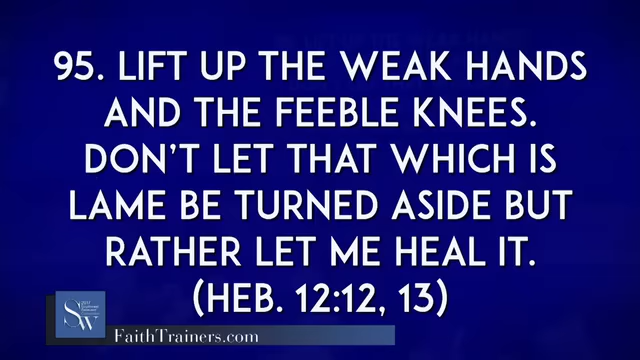 95. LIFT UP THE WEAK HANDS
AND THE FEEBLE KNEES.
DON'T LET THAT WHICH IS
LAME BE TURNED ASIDE BUT
RATHER LET ME HEAL IT.
(HEB. 12:12, 13)
SW
FaithTrainers.com